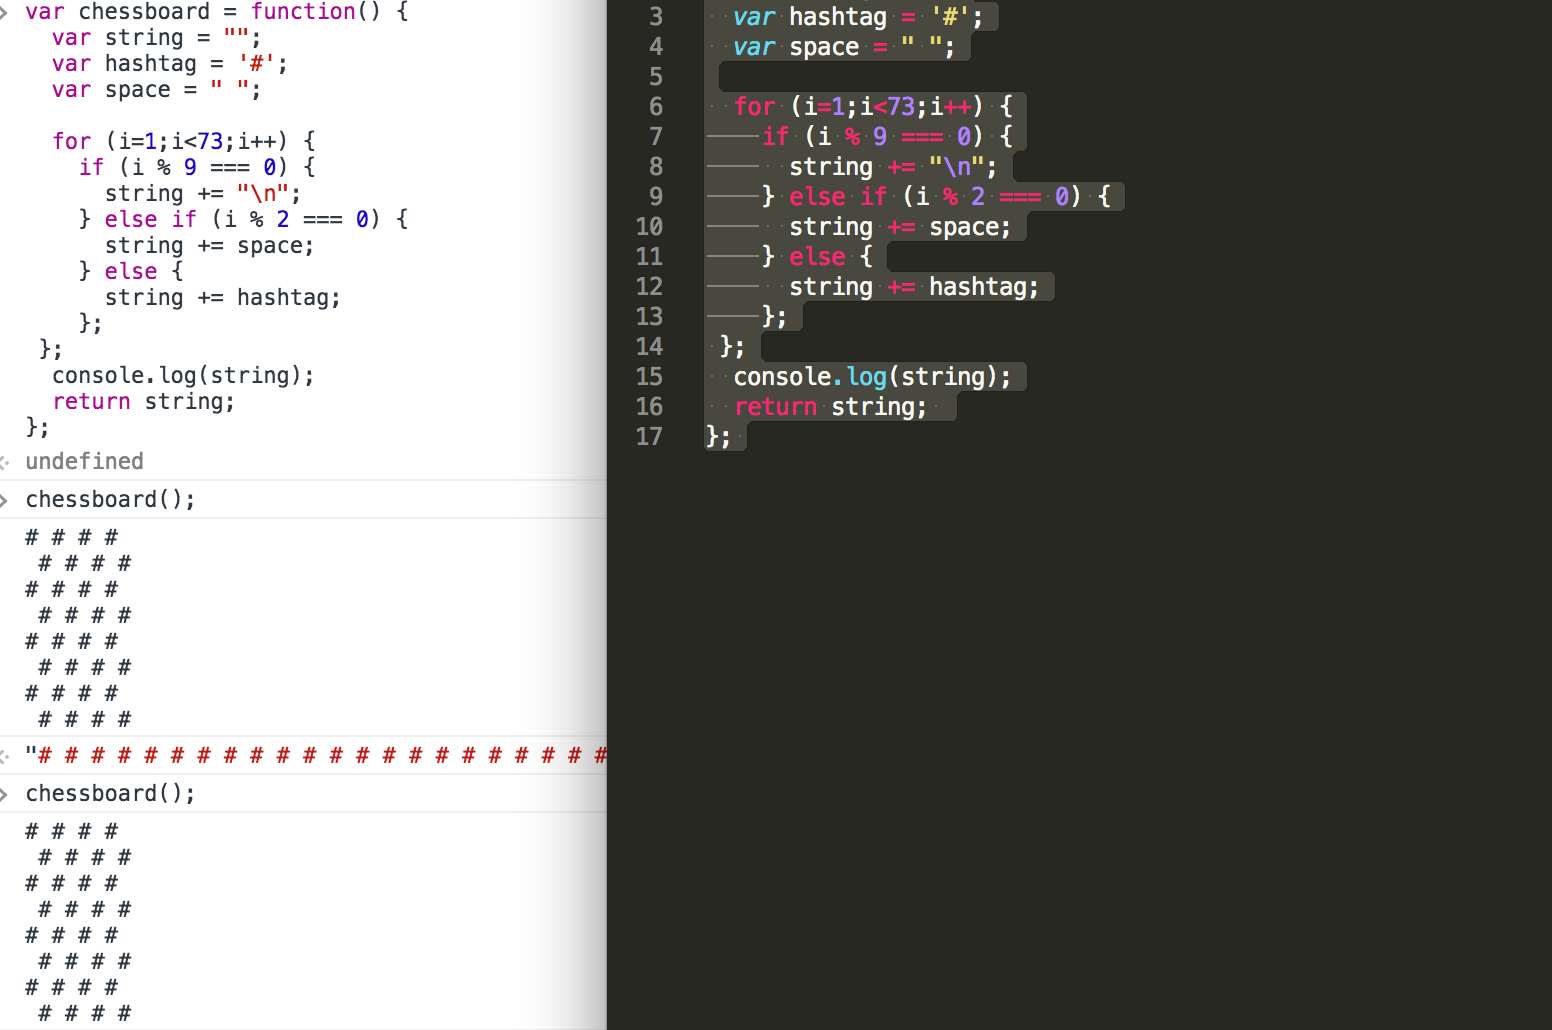 var chessboard = function() {
var string = "";
var hashtag = '#';
var space = " ";
for (i=1;i<73;i++) {
if (i % 9 === 0) {
string += "\n";
} else if (i % 2 === 0) {
string += space;
} else {
string += hashtag;
};
};
console.log(string);
return string;
};
undefined
chessboard();
# # # #
 # # # #
# # # #
 # # # #
# # # #
 # # # #
# # # #
 # # # #
"# # # # # # # # # # # # # # # # # # # # # #
chessboard();
# # # #
 # # # #
# # # #
 # # # #
# # # #
 # # # #
# # # #
 # # # #
3 var hashtag = '#';
4 var space = " ";
5
6 for (i=1;i<73;i++) {
7 if (i % 9 === 0) {
8 string += "\n";
9 } else if (i % 2 === 0) {
10 string += space;
11 } else {
12 string += hashtag;
13 };
14 };
15 console.log(string);
16 return string;
17 };